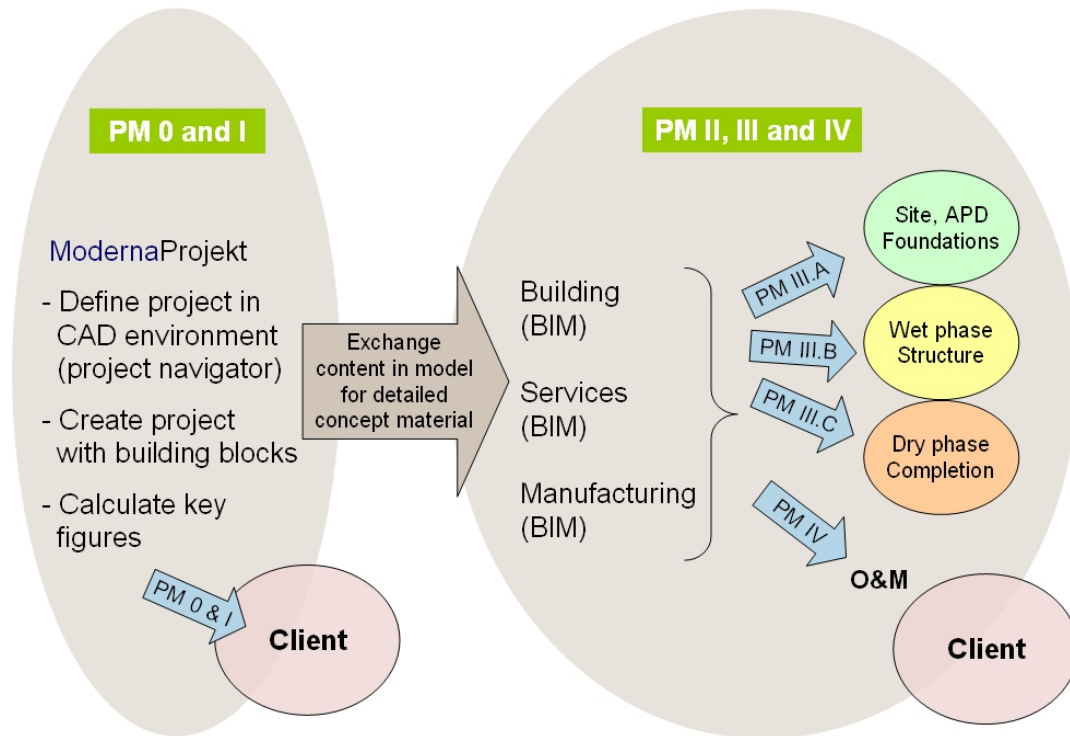 PM 0 and I
ModernaProjekt
- Define project in
CAD environment
(project navigator)
- Create project
with building blocks
- Calculate key
figures
PM 0 & I
Client
Exchange
content in model
for detailed
concept material
PM II, III and IV
Building
(BIM)
Services
(BIM)
Manufacturing
(BIM)
PM III.A
PM III.B
PM III.C
PM IV
Site, APD
Foundations
Wet phase
Structure
Dry phase
Completion
O&M
Client